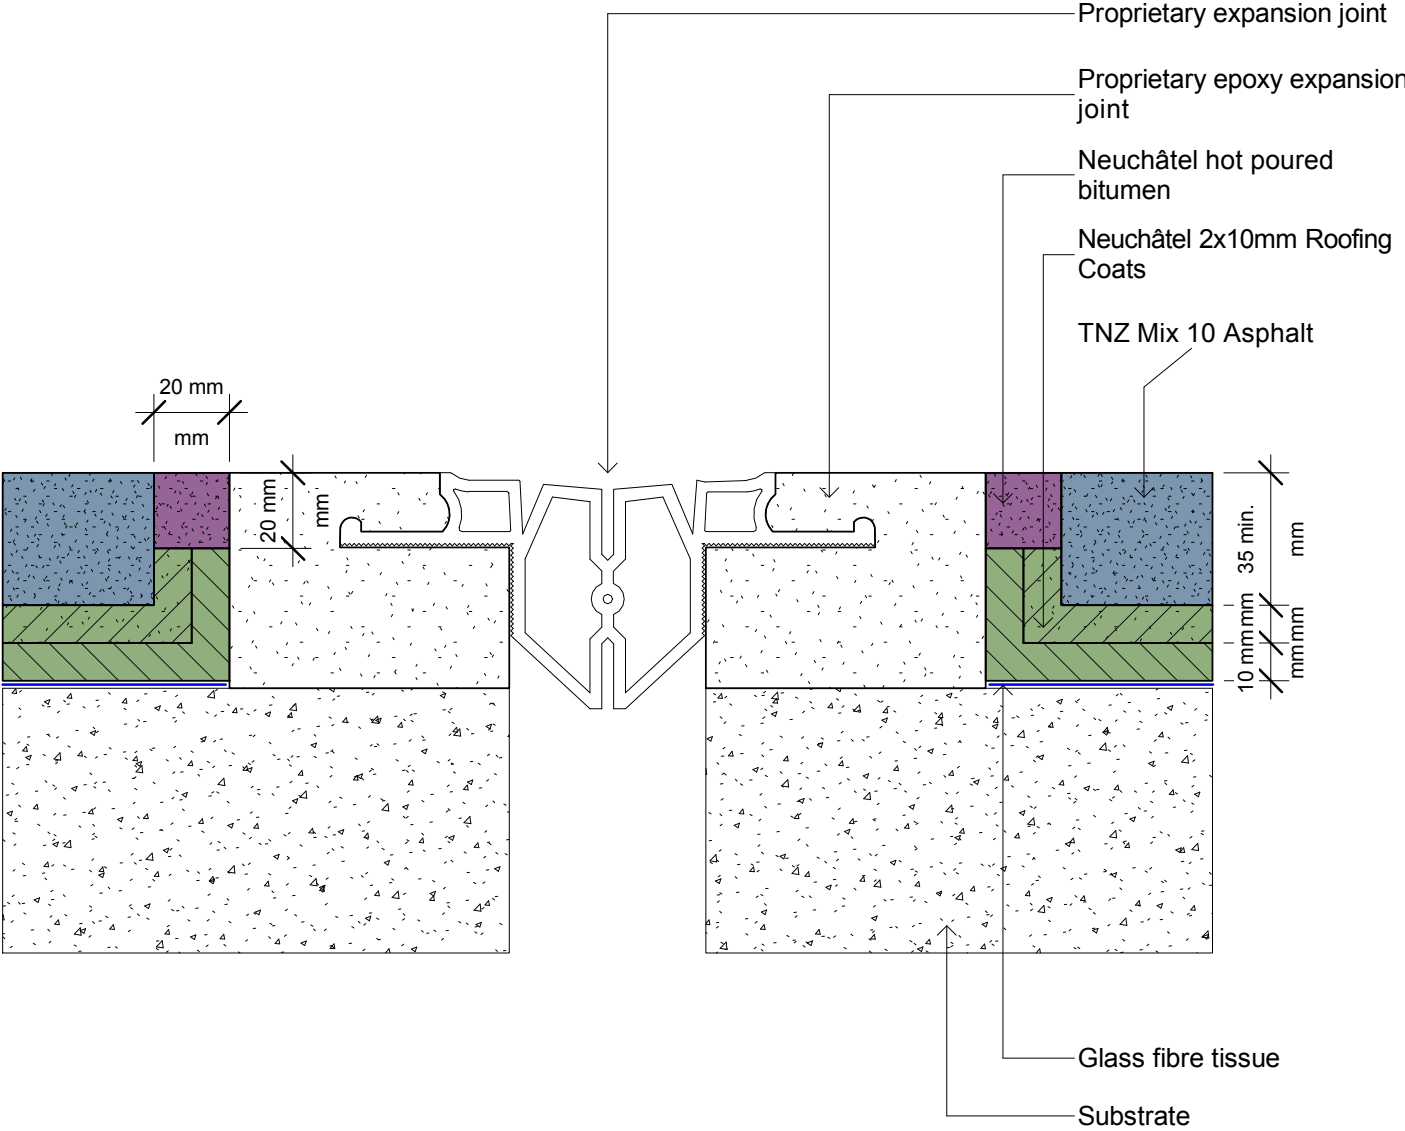 Proprietary expansion joint
Proprietary epoxy expansion
joint
Neuchâtel hot poured
bitumen
Neuchâtel 2x10mm Roofing
Coats
TNZ Mix 10 Asphalt
20 mm
mm
20 mm
mm
35 min.
mm
mm
mm
10 mm
mm
Glass fibre tissue
Substrate